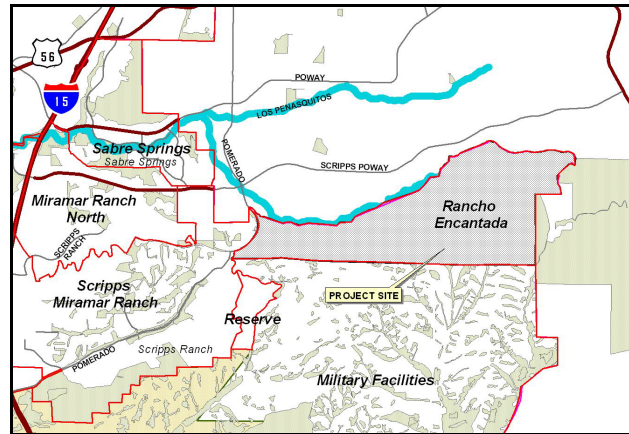 56
15
POWAY
LOS PENASQUITOS
Sabre Springs
Sabre Springs
POMERADO
SCRIPPS POWAY
Miramar Ranch
North
Rancho
Encantada
SCRIPPS
RANCH
Scripps
Miramar Ranch
PROJECT SITE
Reserve
Scripps Ranch
POMERADO
Military Facilities